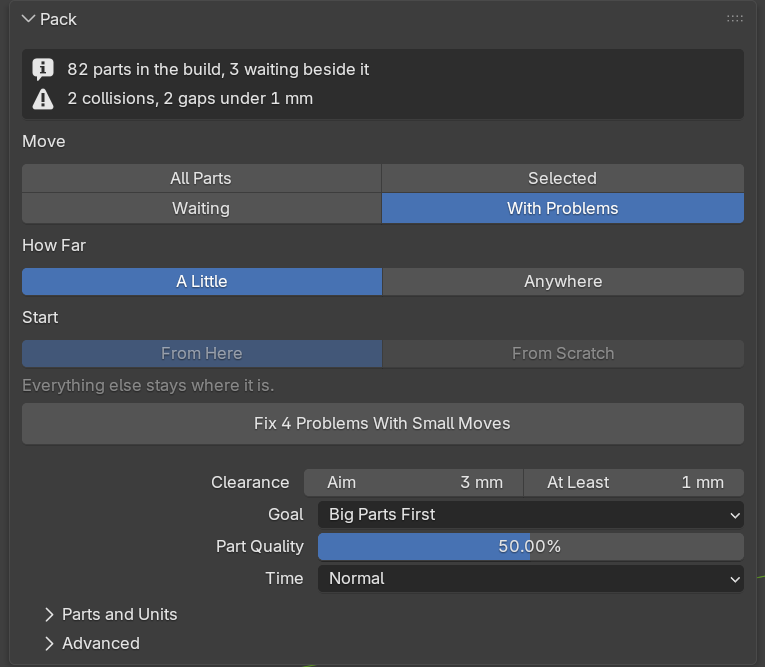 Pack
82 parts in the build, 3 waiting beside it
2 collisions, 2 gaps under 1 mm
Move
All Parts Selected
Waiting With Problems
How Far
A Little Anywhere
Start
From Here From Scratch
Everything else stays where it is.
Fix 4 Problems With Small Moves
Clearance Aim 3 mm At Least 1 mm
Goal Big Parts First
Part Quality 50.00%
Time Normal
Parts and Units
Advanced